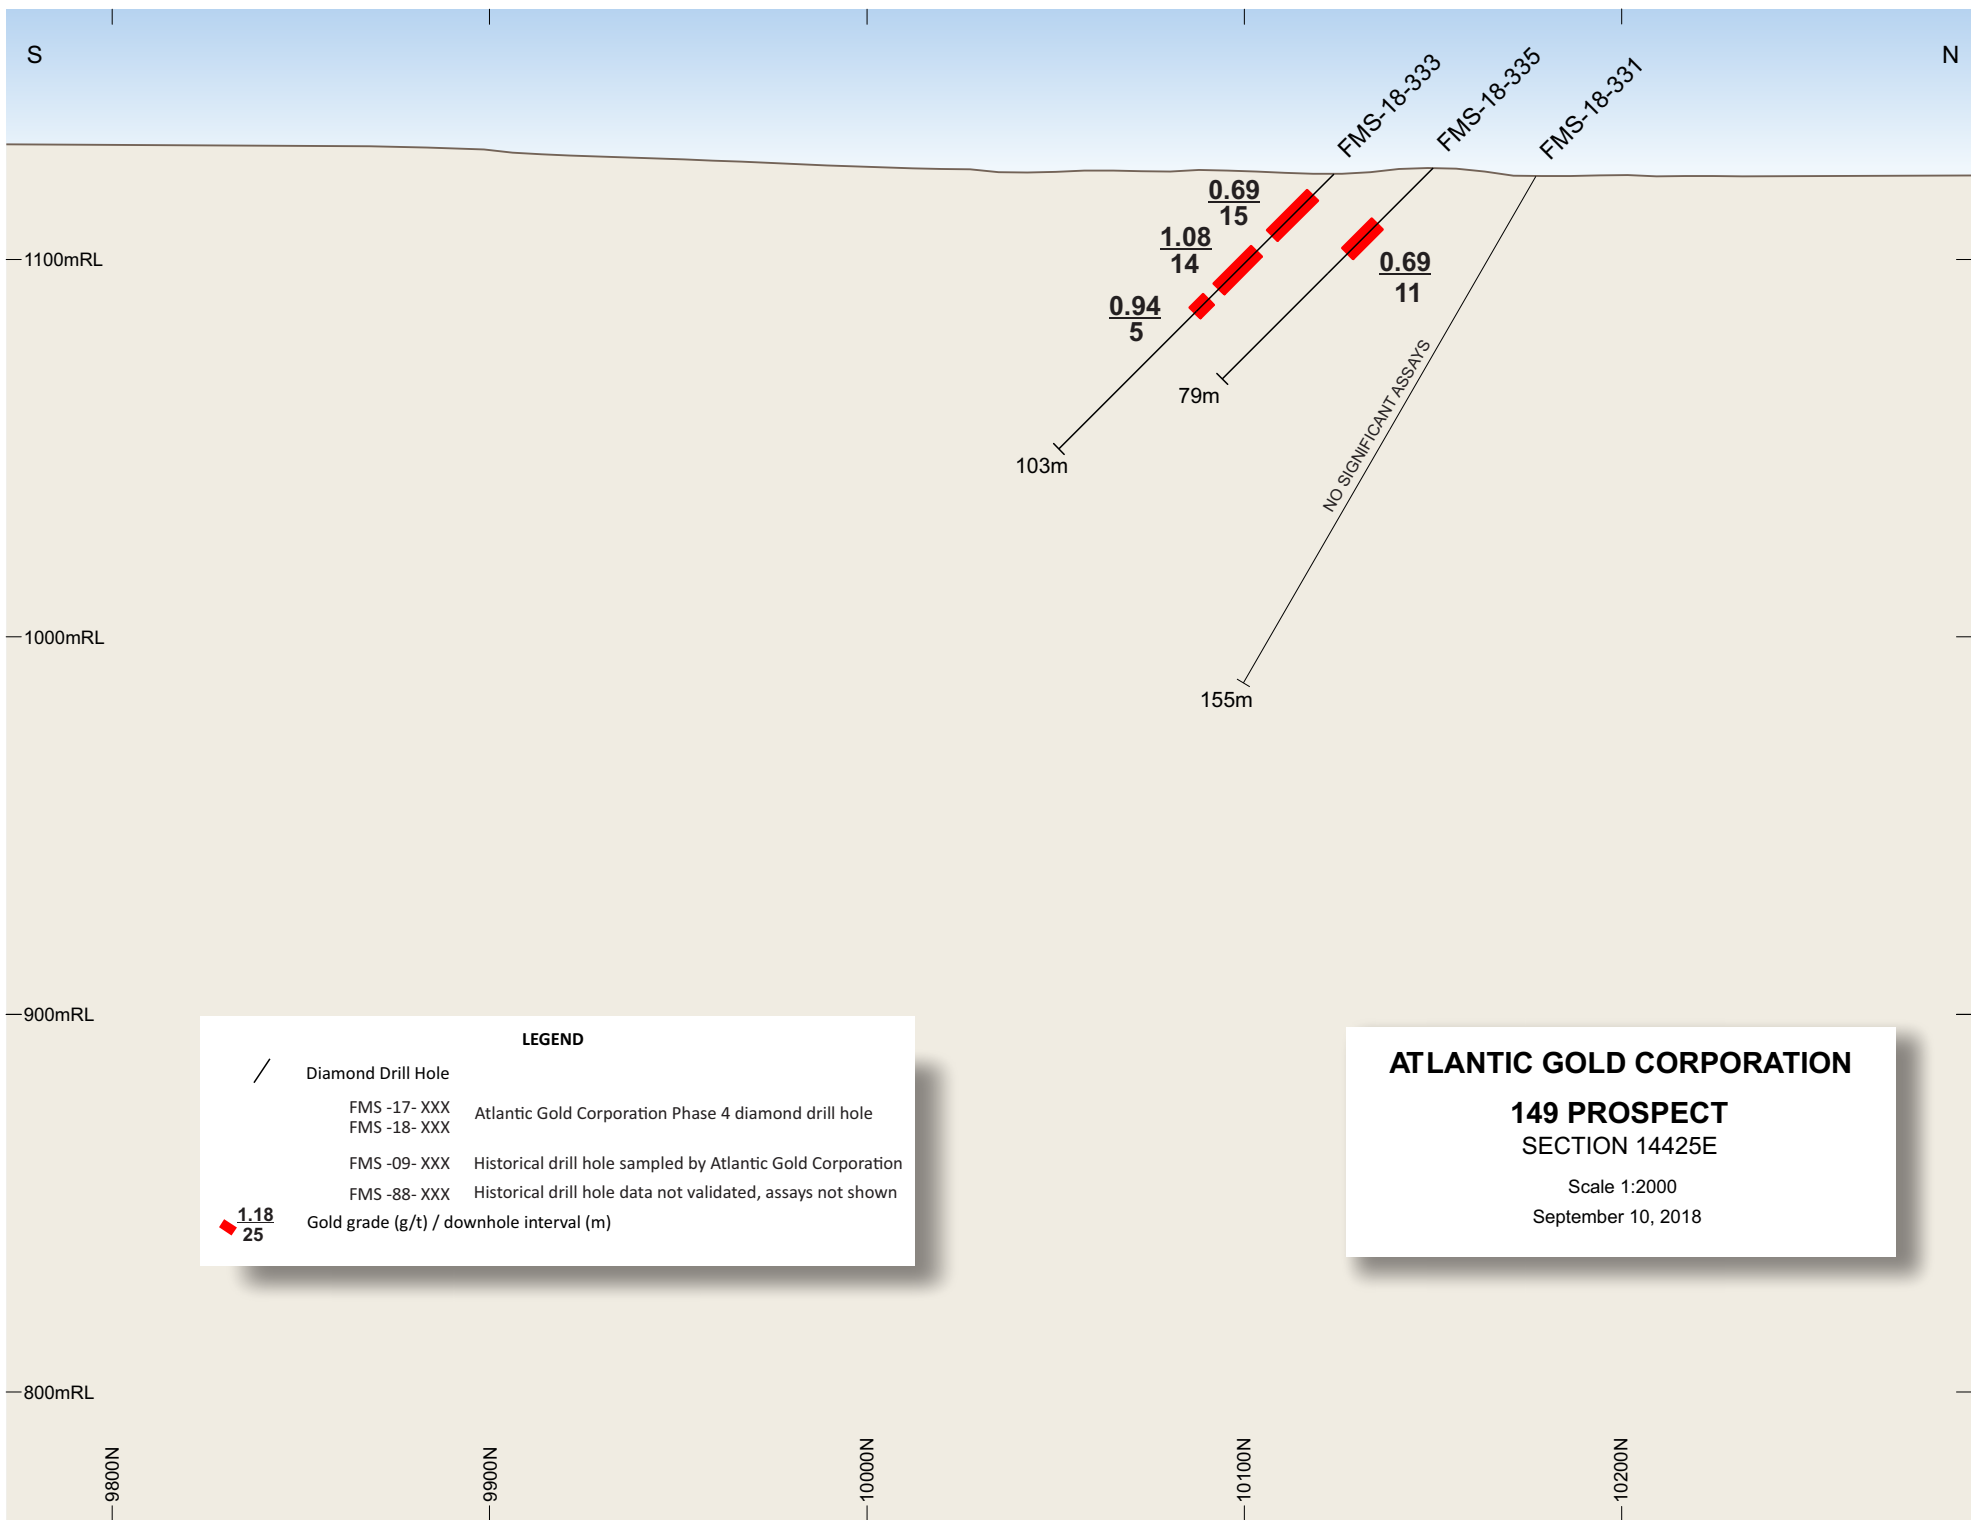 S
N
FMS-18-333
FMS-18-335
FMS-18-331
0.69
15
1.08
14
0.94
5
0.69
11
1100mRL
NO SIGNIFICANT ASSAYS
79m
103m
1000mRL
155m
900mRL
LEGEND
Diamond Drill Hole
FMS -17- XXX
FMS -18- XXX
Atlantic Gold Corporation Phase 4 diamond drill hole
FMS -09- XXX Historical drill hole sampled by Atlantic Gold Corporation
FMS -88- XXX Historical drill hole data not validated, assays not shown
1.18
25
Gold grade (g/t) / downhole interval (m)
ATLANTIC GOLD CORPORATION
149 PROSPECT
SECTION 14425E
Scale 1:2000
September 10, 2018
800mRL
9800N
9900N
10000N
10100N
10200N